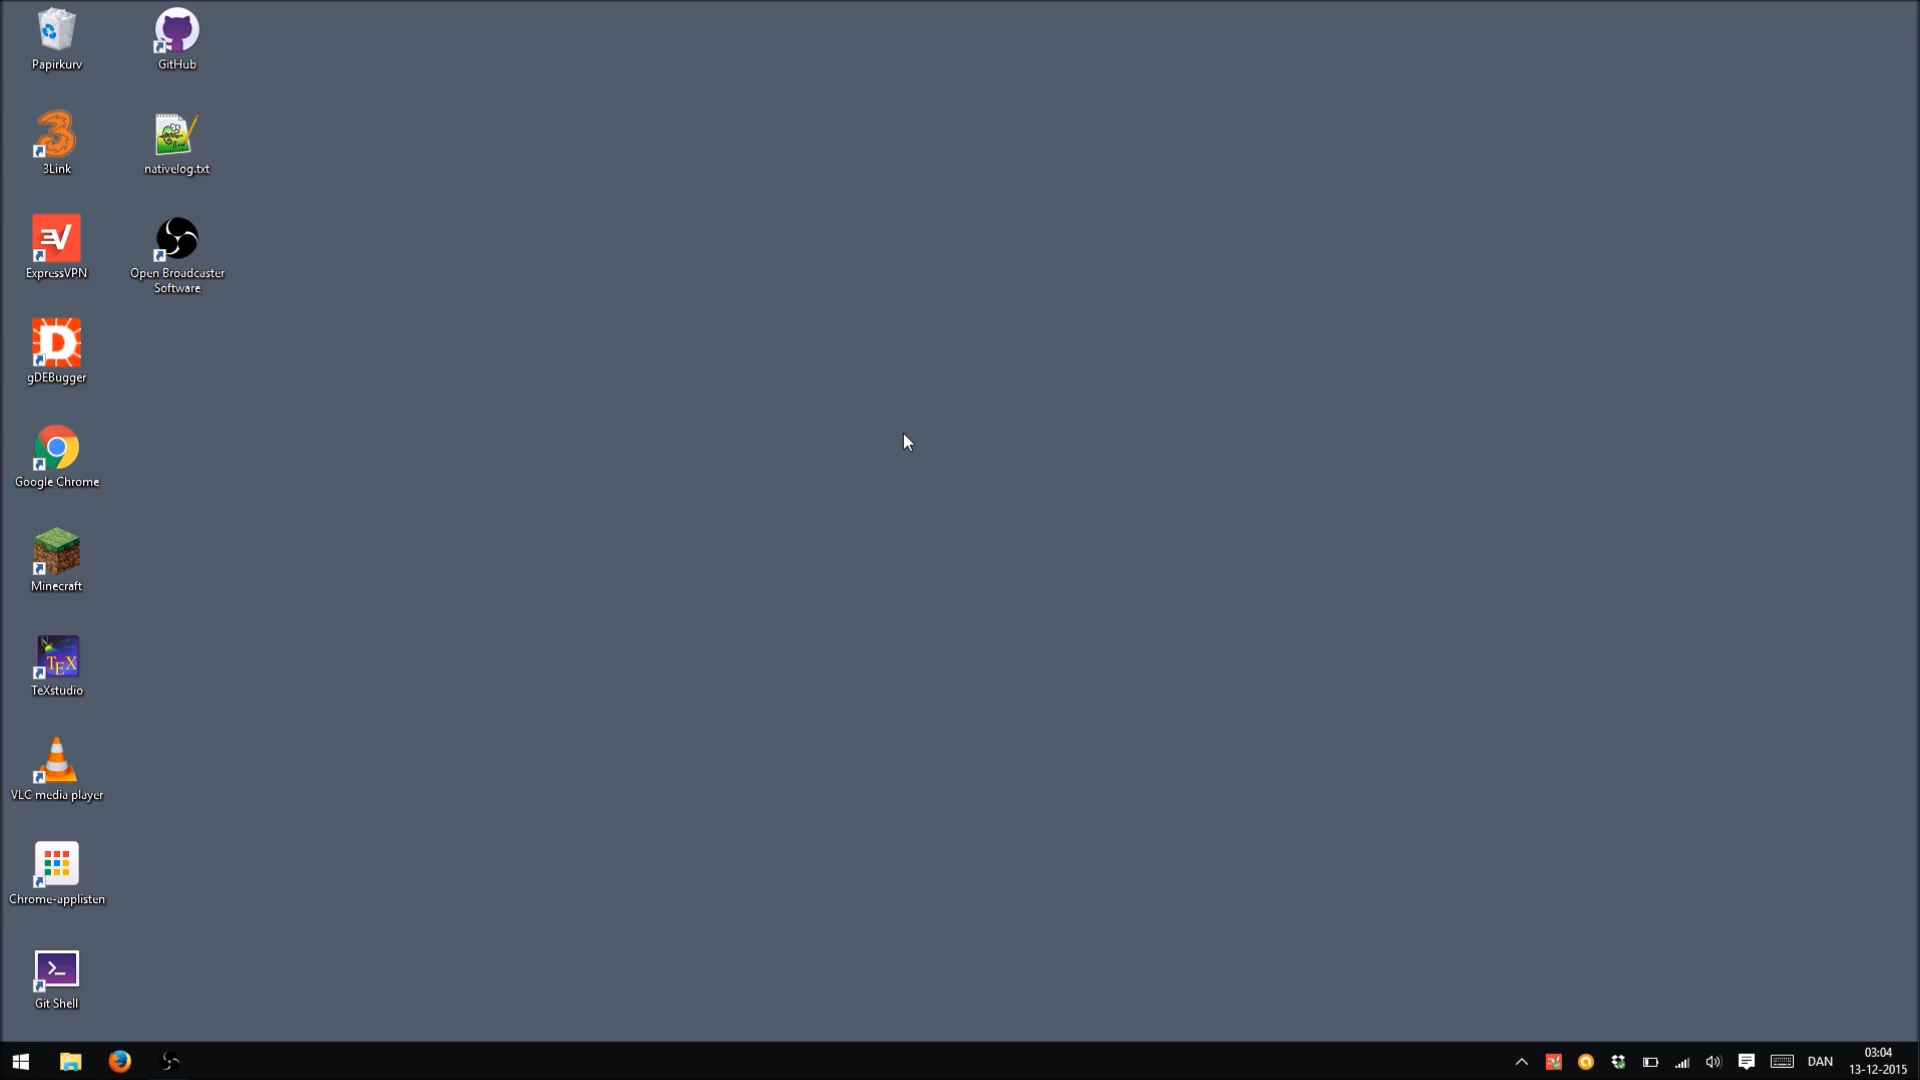 Papirkurv
GitHub
3Link
nativelog.txt
ExpressVPN
Open Broadcaster
Software
gDEBugger
Google Chrome
Minecraft
TEX
TeXstudio
VLC media player
Chrome-applisten
Git Shell
DAN
03:04
13-12-2015